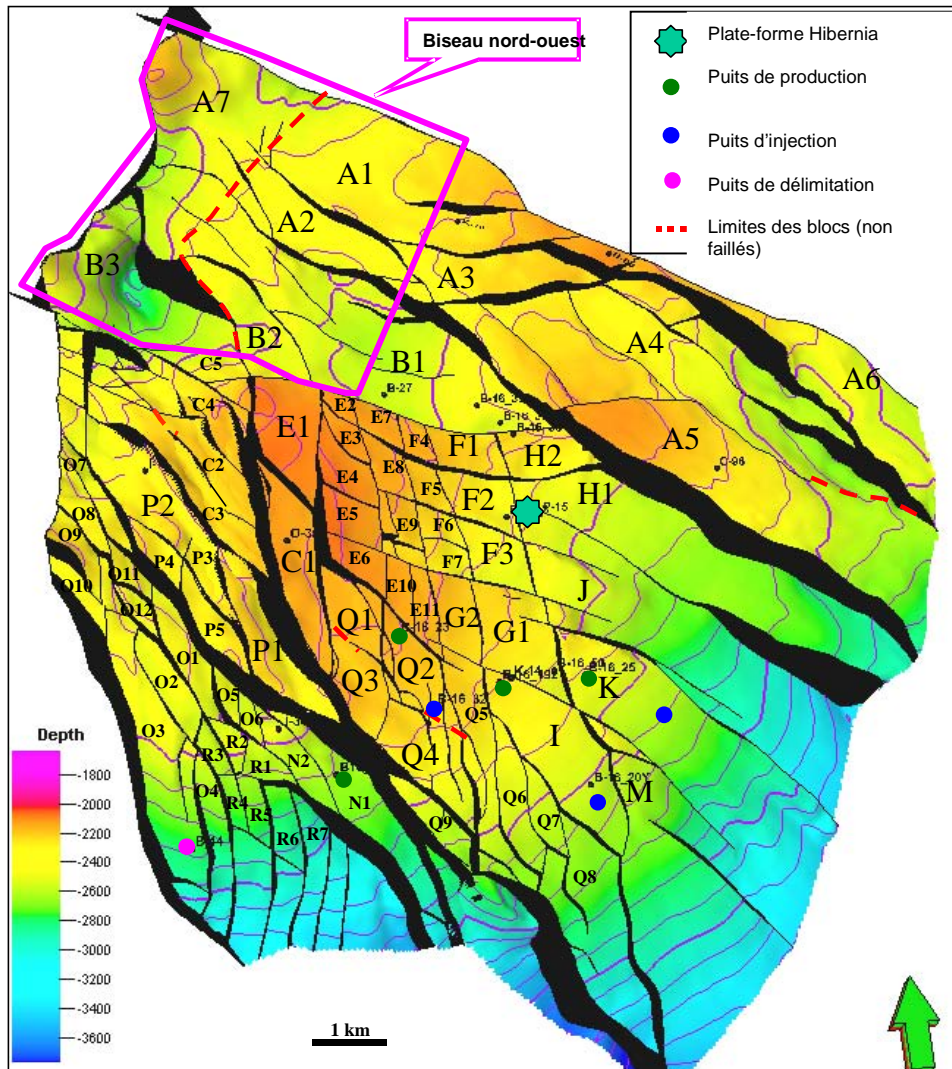 Biseau nord-ouest
Plate-forme Hibernia
Puits de production
Puits d'injection
Puits de délimitation
Limites des blocs (non
faillés)
A7
A1
A2
A3
A4
A6
A5
B3
B2
B1
B-27
C5
C4
C2
C3
C1
E1
E2
E7
E3
E8
E4
E5
E9
E6
E10
E11
F4
F1
F5
F2
F6
F7
F3
H2
H1
C-96
J
G2
G1
K
I
M
B-16_25
B-16_20Y
Q1
Q2
Q3
Q4
Q5
Q6
Q7
Q8
Q9
O7
O8
O9
O10
O11
O12
O1
O2
O3
O5
O6
O4
P2
P3
P4
P5
P1
R3
R2
R1
R4
R5
R6
R7
N2
N1
Depth
-1800
-2000
-2200
-2400
-2600
-2800
-3000
-3200
-3400
-3600
1 km